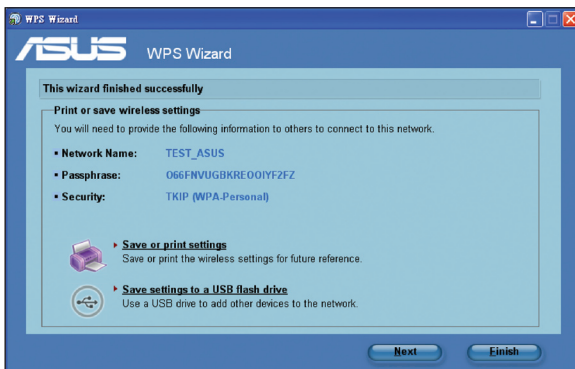 WPS Wizard
ASUS WPS Wizard
This wizard finished successfully
Print or save wireless settings
You will need to provide the following information to others to connect to this network.
▪ Network Name: TEST_ASUS
▪ Passphrase: O66FNVUGBKREOOIYF2FZ
▪ Security: TKIP (WPA-Personal)
Save or print settings
Save or print the wireless settings for future reference.
Save settings to a USB flash drive
Use a USB drive to add other devices to the network.
Next Finish